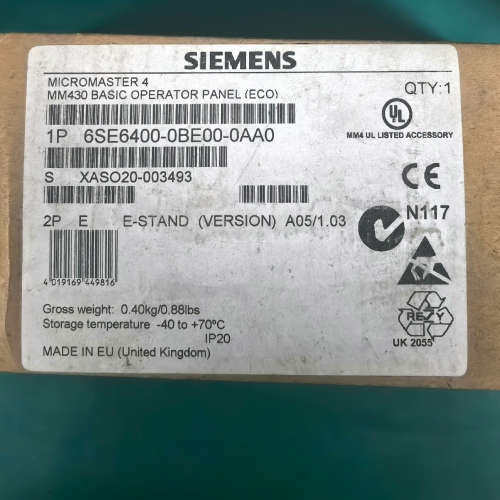 SIEMENS
MICROMASTER 4
MM430 BASIC OPERATOR PANEL (ECO)
QTY:1
UL
1P 6SE6400-0BE00-0AA0
MM4 UL LISTED ACCESSORY
S XASO20-003493
CE
N117
2P E E-STAND (VERSION) A05/1.03
4 019169 449816
Gross weight: 0.40kg/0.88lbs
Storage temperature -40 to +70°C
IP20
RESY
UK 2055
MADE IN EU (United Kingdom)